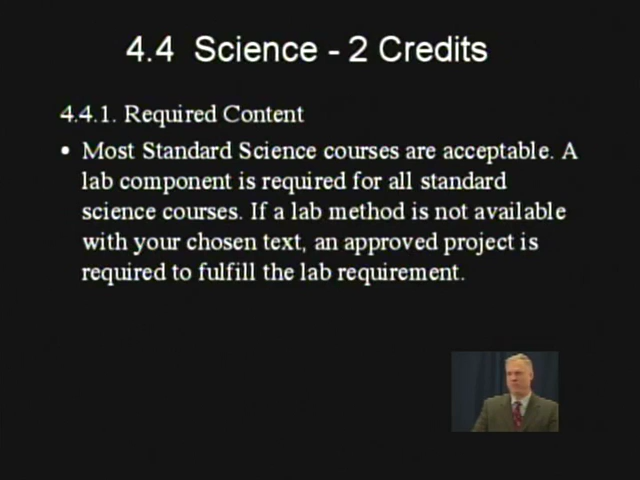 4.4 Science - 2 Credits
4.4.1. Required Content
• Most Standard Science courses are acceptable. A
lab component is required for all standard
science courses. If a lab method is not available
with your chosen text, an approved project is
required to fulfill the lab requirement.